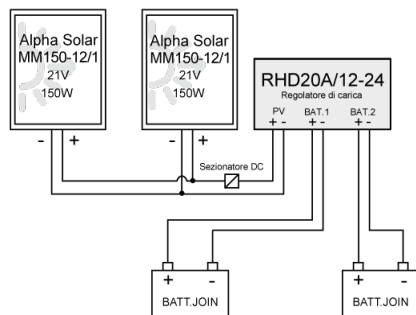 Alpha Solar
MM150-12/1
21V
150W
- +
Alpha Solar
MM150-12/1
21V
150W
- +
RHD20A/12-24
Regolatore di carica
PV BAT.1 BAT.2
+ - + - + -
Sezionatore DC
+ -
BATT.JOIN
+ -
BATT.JOIN